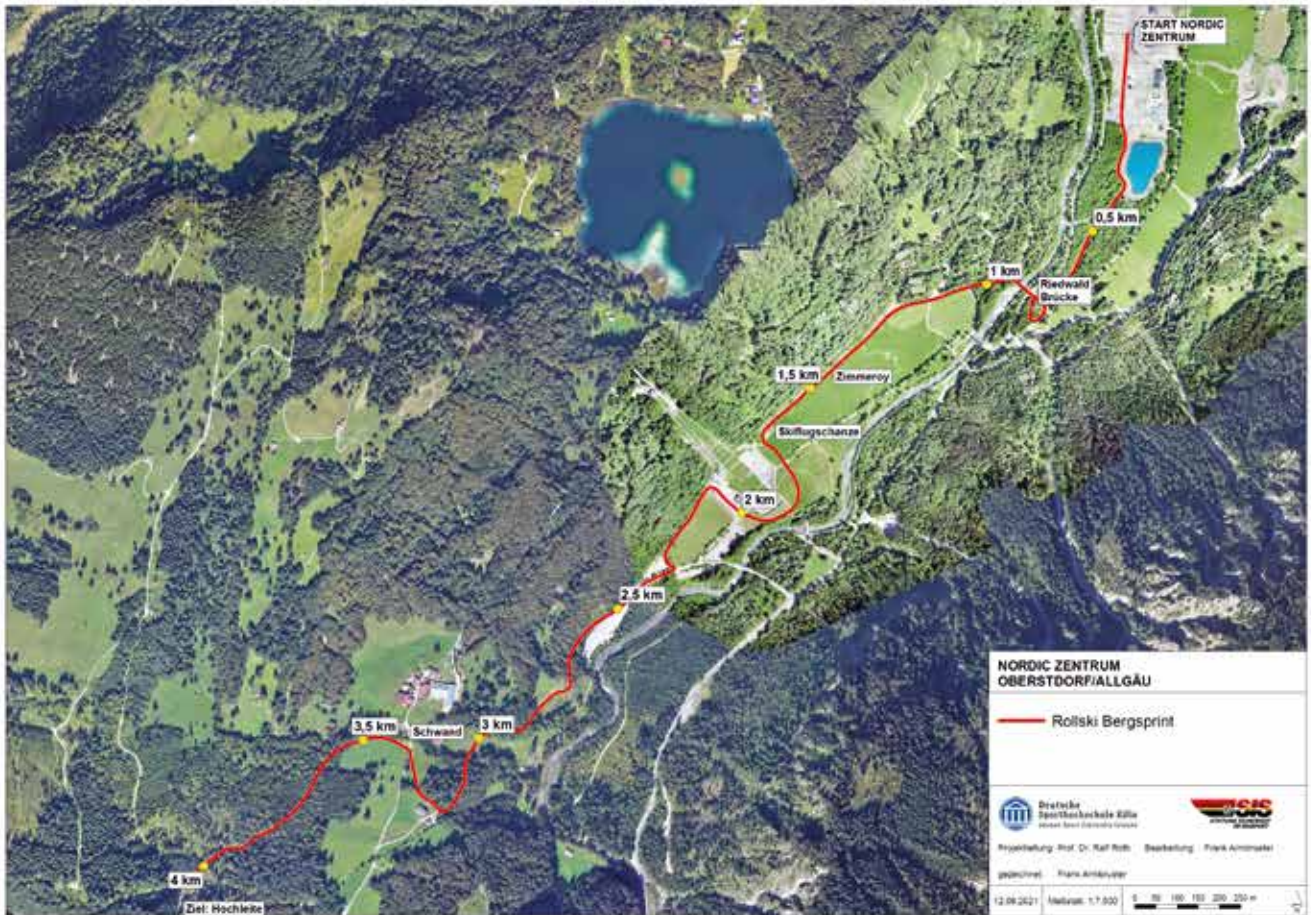 START NORDIC
ZENTRUM
0,5 km
1 km
Riedwald
Brücke
1,5 km
Zimmeroy
Skiflugschanze
2 km
2,5 km
3 km
3,5 km
Schwand
4 km
Ziel: Hochleite
NORDIC ZENTRUM
OBERSTDORF/ALLGÄU
Rollski Bergsprint
Deutsche
Sporthochschule Köln
SIS
Projektleitung: Prof. Dr. Ralf Roth Bearbeitung: Frank Armbruster
gezeichnet: Frank Armbruster
12.08.2021 Maßstab: 1:7.500 0 50 100 150 200 250 m